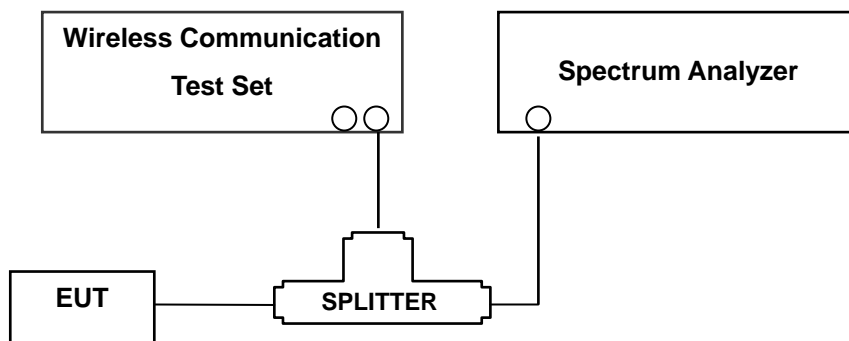 Wireless Communication
Test Set
Spectrum Analyzer
EUT
SPLITTER